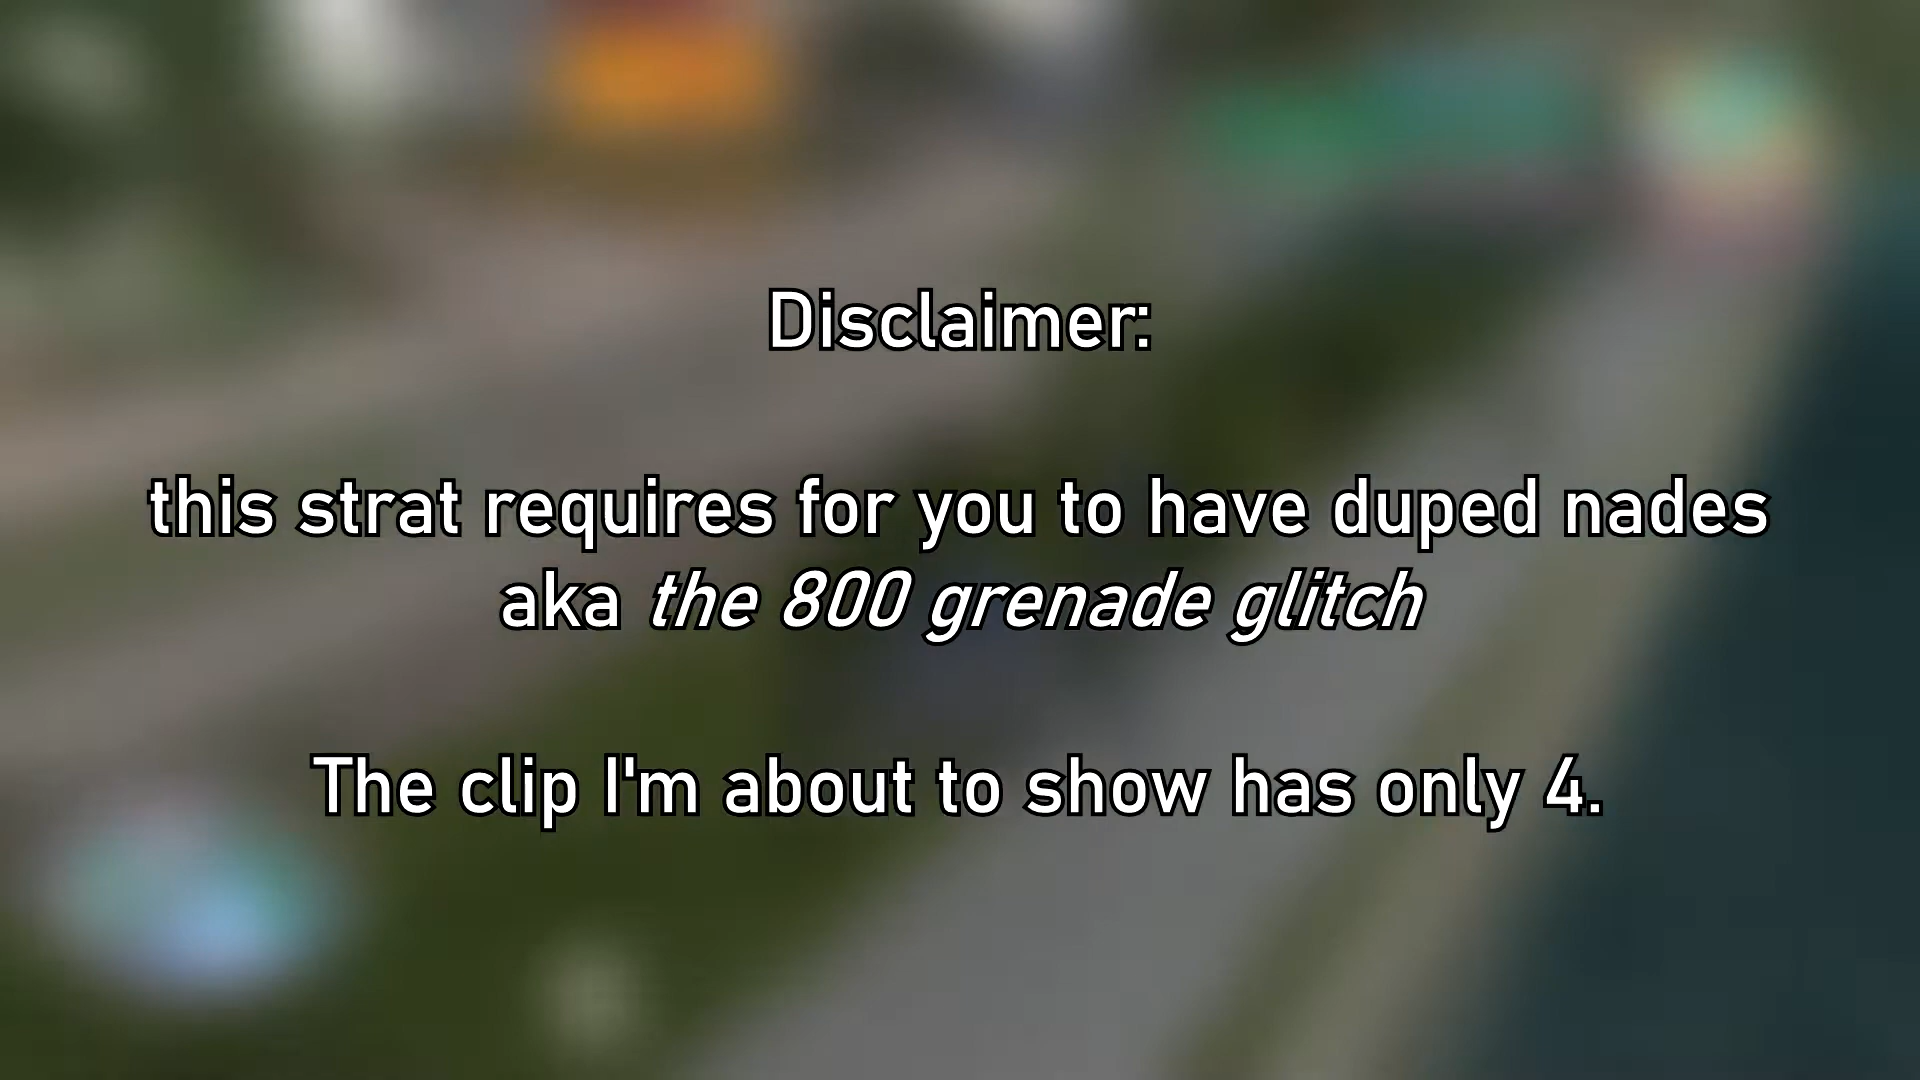 Disclaimer:
this strat requires for you to have duped nades
aka the 800 grenade glitch
The clip I'm about to show has only 4.